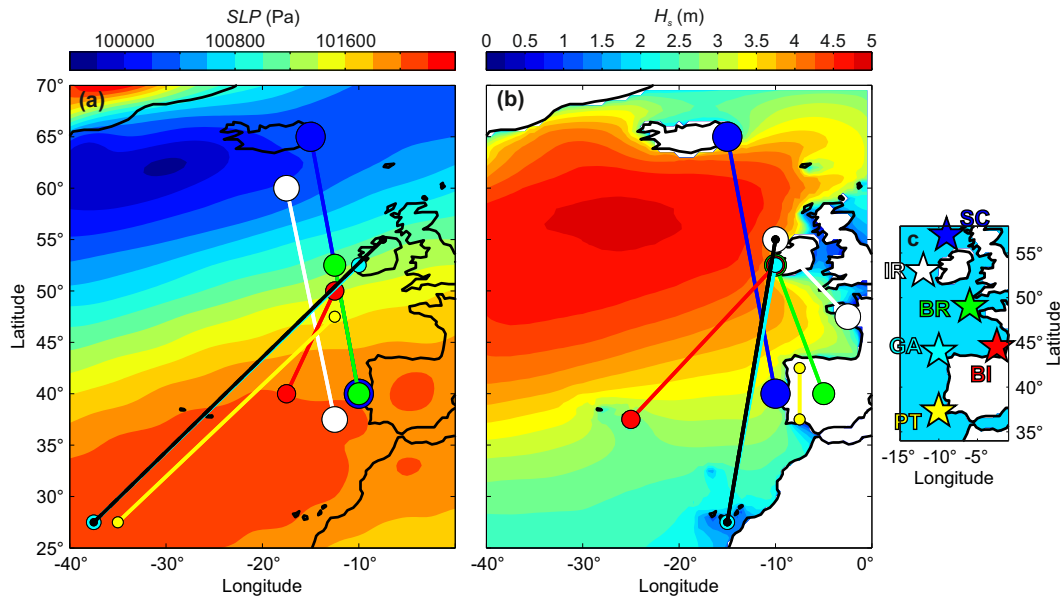 SLP (Pa)
100000 100800 101600
H_s (m)
0 0.5 1 1.5 2 2.5 3 3.5 4 4.5 5
(a)
70°
65°
60°
55°
50°
45°
40°
35°
30°
25°
Latitude
-40° -30° -20° -10°
Longitude
(b)
-40° -30° -20° -10° 0°
Longitude
c
SC
IR
BR
GA
BI
PT
55°
50°
45°
40°
35°
Latitude
-15° -10° -5°
Longitude